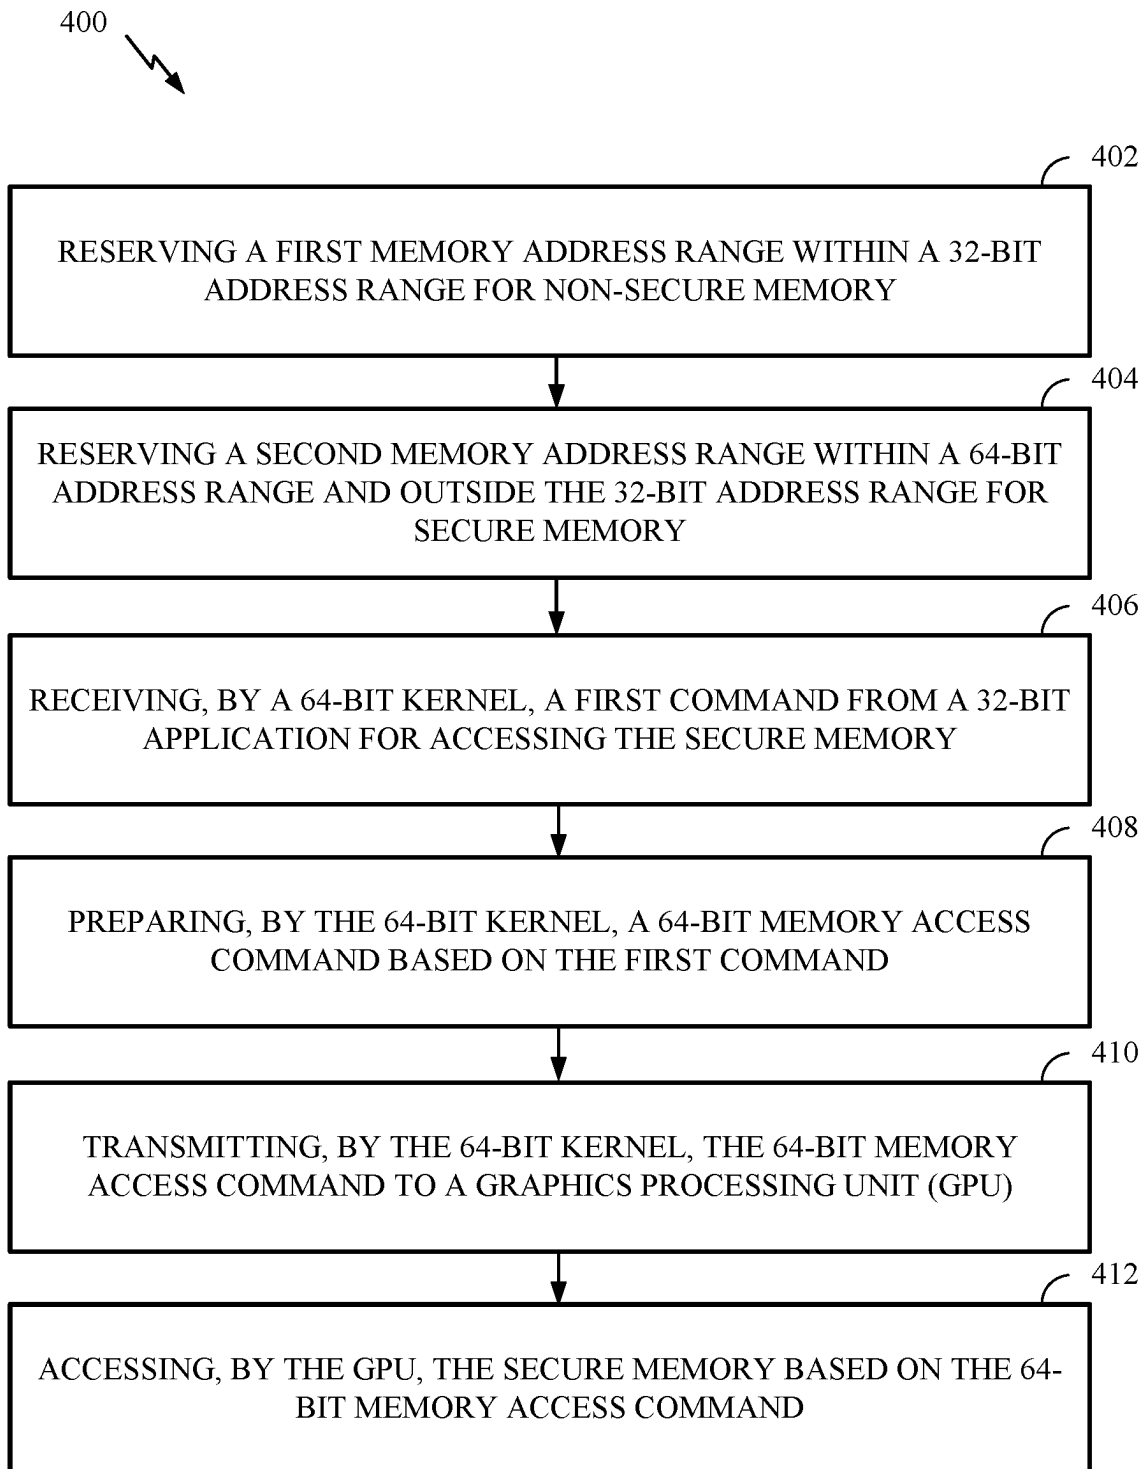 400
402
RESERVING A FIRST MEMORY ADDRESS RANGE WITHIN A 32-BIT
ADDRESS RANGE FOR NON-SECURE MEMORY
404
RESERVING A SECOND MEMORY ADDRESS RANGE WITHIN A 64-BIT
ADDRESS RANGE AND OUTSIDE THE 32-BIT ADDRESS RANGE FOR
SECURE MEMORY
406
RECEIVING, BY A 64-BIT KERNEL, A FIRST COMMAND FROM A 32-BIT
APPLICATION FOR ACCESSING THE SECURE MEMORY
408
PREPARING, BY THE 64-BIT KERNEL, A 64-BIT MEMORY ACCESS
COMMAND BASED ON THE FIRST COMMAND
410
TRANSMITTING, BY THE 64-BIT KERNEL, THE 64-BIT MEMORY
ACCESS COMMAND TO A GRAPHICS PROCESSING UNIT (GPU)
412
ACCESSING, BY THE GPU, THE SECURE MEMORY BASED ON THE 64-
BIT MEMORY ACCESS COMMAND